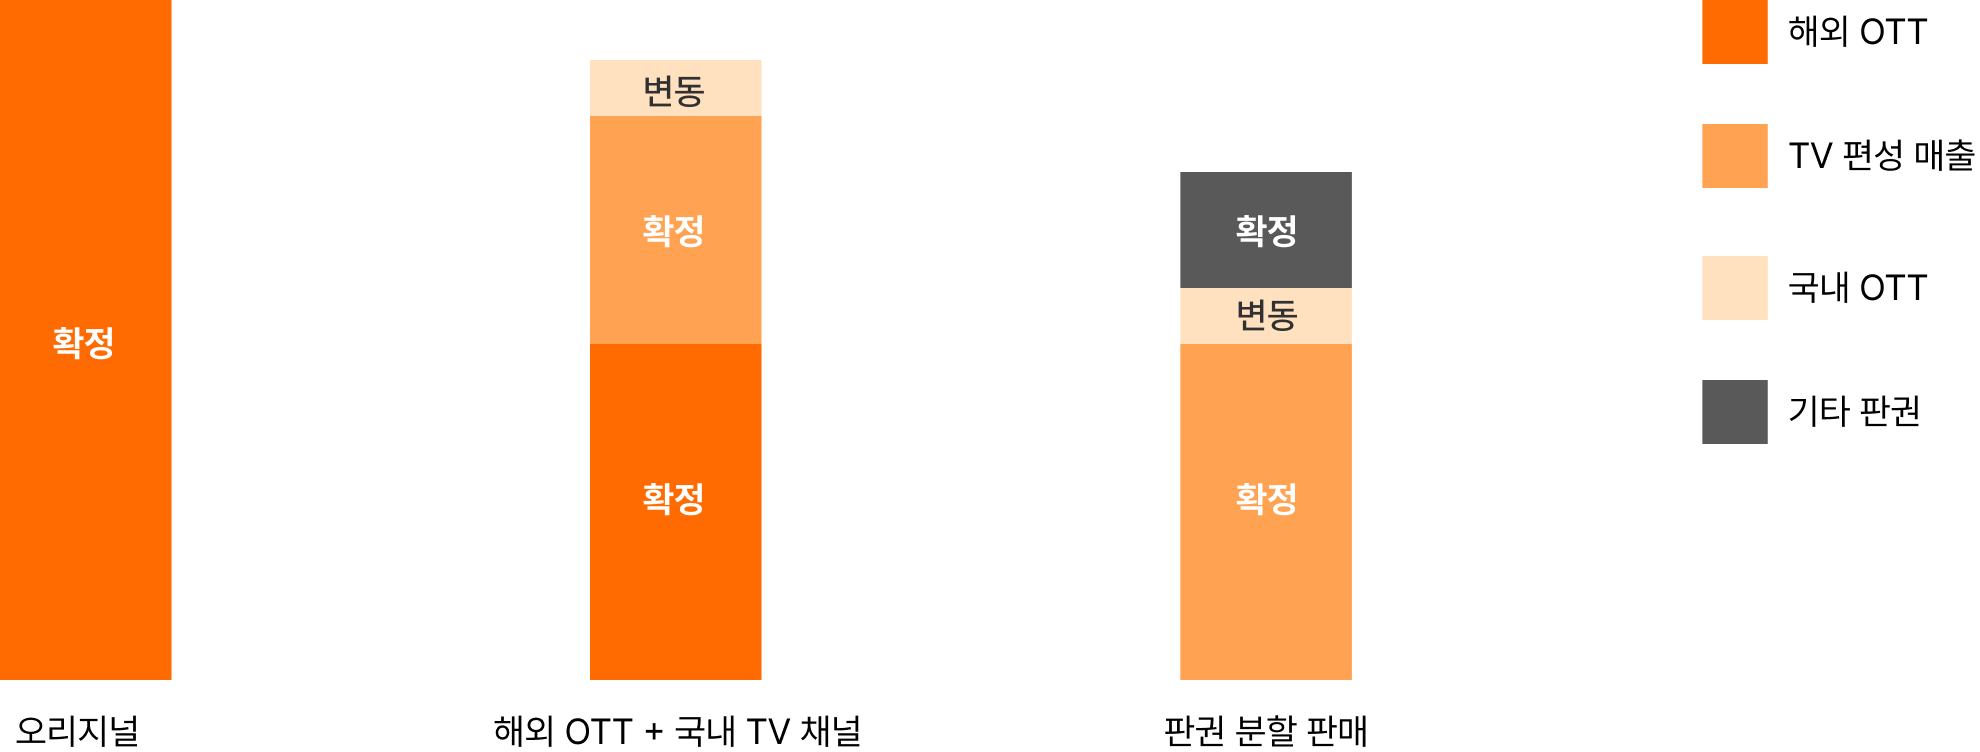 확정
오리지널
변동
확정
확정
해외 OTT + 국내 TV 채널
확정
변동
확정
판권 분할 판매
해외 OTT
TV 편성 매출
국내 OTT
기타 판권